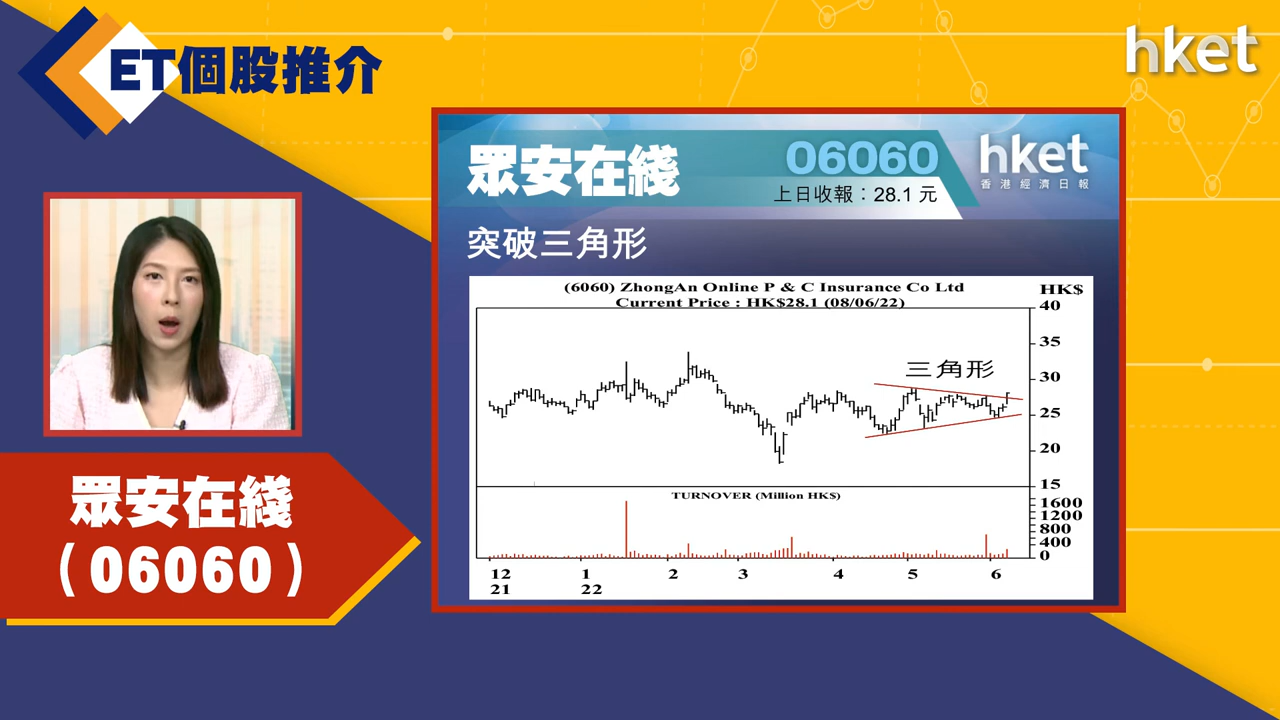 ET個股推介
hket
眾安在綫
06060
上日收報：28.1 元
hket
香港經濟日報
突破三角形
(6060) ZhongAn Online P & C Insurance Co Ltd
Current Price : HK$28.1 (08/06/22)
HK$
40
35
三角形
30
25
20
15
TURNOVER (Million HK$)
1600
1200
800
400
0
12 1 2 3 4 5 6
21 22
眾安在綫
（06060）